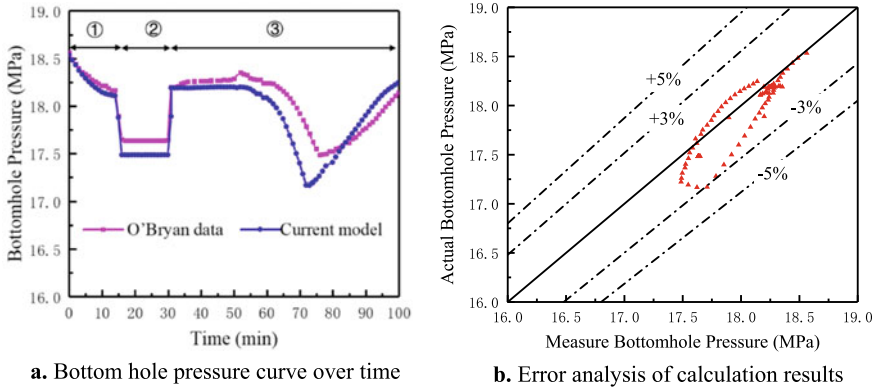 19.0
18.5
18.0
17.5
17.0
16.5
16.0
Bottomhole Pressure (MPa)
① ② ③
O'Bryan data Current model
0 10 20 30 40 50 60 70 80 90 100
Time (min)
a. Bottom hole pressure curve over time
19.0
18.5
18.0
17.5
17.0
16.5
16.0
Actual Bottomhole Pressure (MPa)
+5%
+3%
-3%
-5%
16.0 16.5 17.0 17.5 18.0 18.5 19.0
Measure Bottomhole Pressure (MPa)
b. Error analysis of calculation results